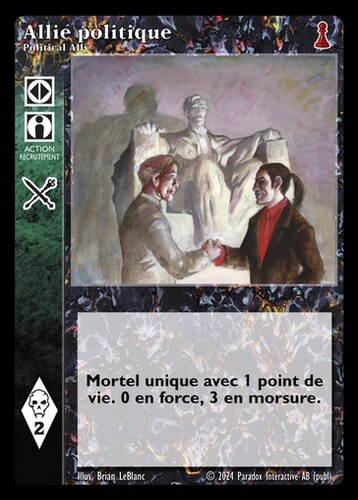 Allié politique
Political Ally
ACTION
RECRUTEMENT
Mortel unique avec 1 point de
vie. 0 en force, 3 en morsure.
2
Illus. Brian LeBlanc © 2024 Paradox Interactive AB (publ)